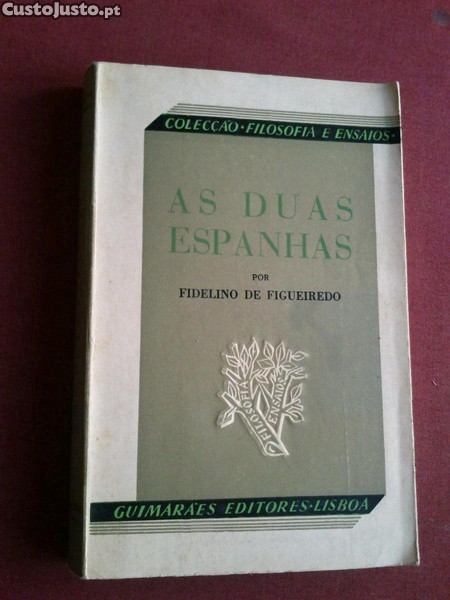 CustoJusto.pt
COLECÇÃO · FILOSOFIA E ENSAIOS ·
AS DUAS
ESPANHAS
POR
FIDELINO DE FIGUEIREDO
FILOSOFIA
ENSAIOS
GUIMARÃES EDITORES · LISBOA